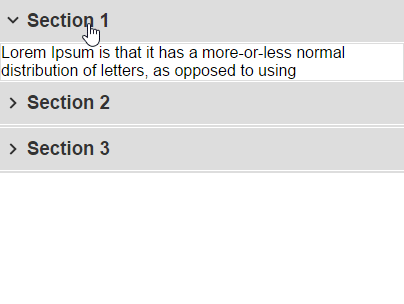 Section 1
Lorem Ipsum is that it has a more-or-less normal
distribution of letters, as opposed to using
Section 2
Section 3